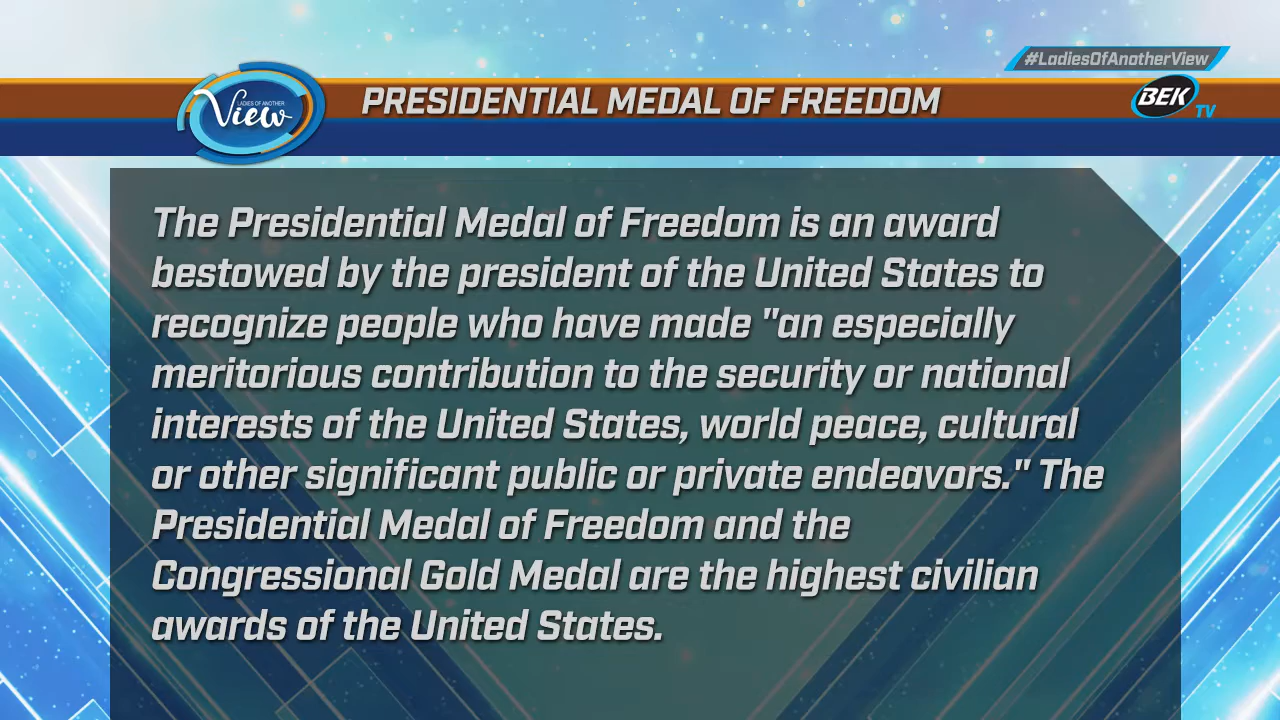 #LadiesOfAnotherView
LADIES OF ANOTHER
View
PRESIDENTIAL MEDAL OF FREEDOM
BEK TV
The Presidential Medal of Freedom is an award
bestowed by the president of the United States to
recognize people who have made "an especially
meritorious contribution to the security or national
interests of the United States, world peace, cultural
or other significant public or private endeavors." The
Presidential Medal of Freedom and the
Congressional Gold Medal are the highest civilian
awards of the United States.